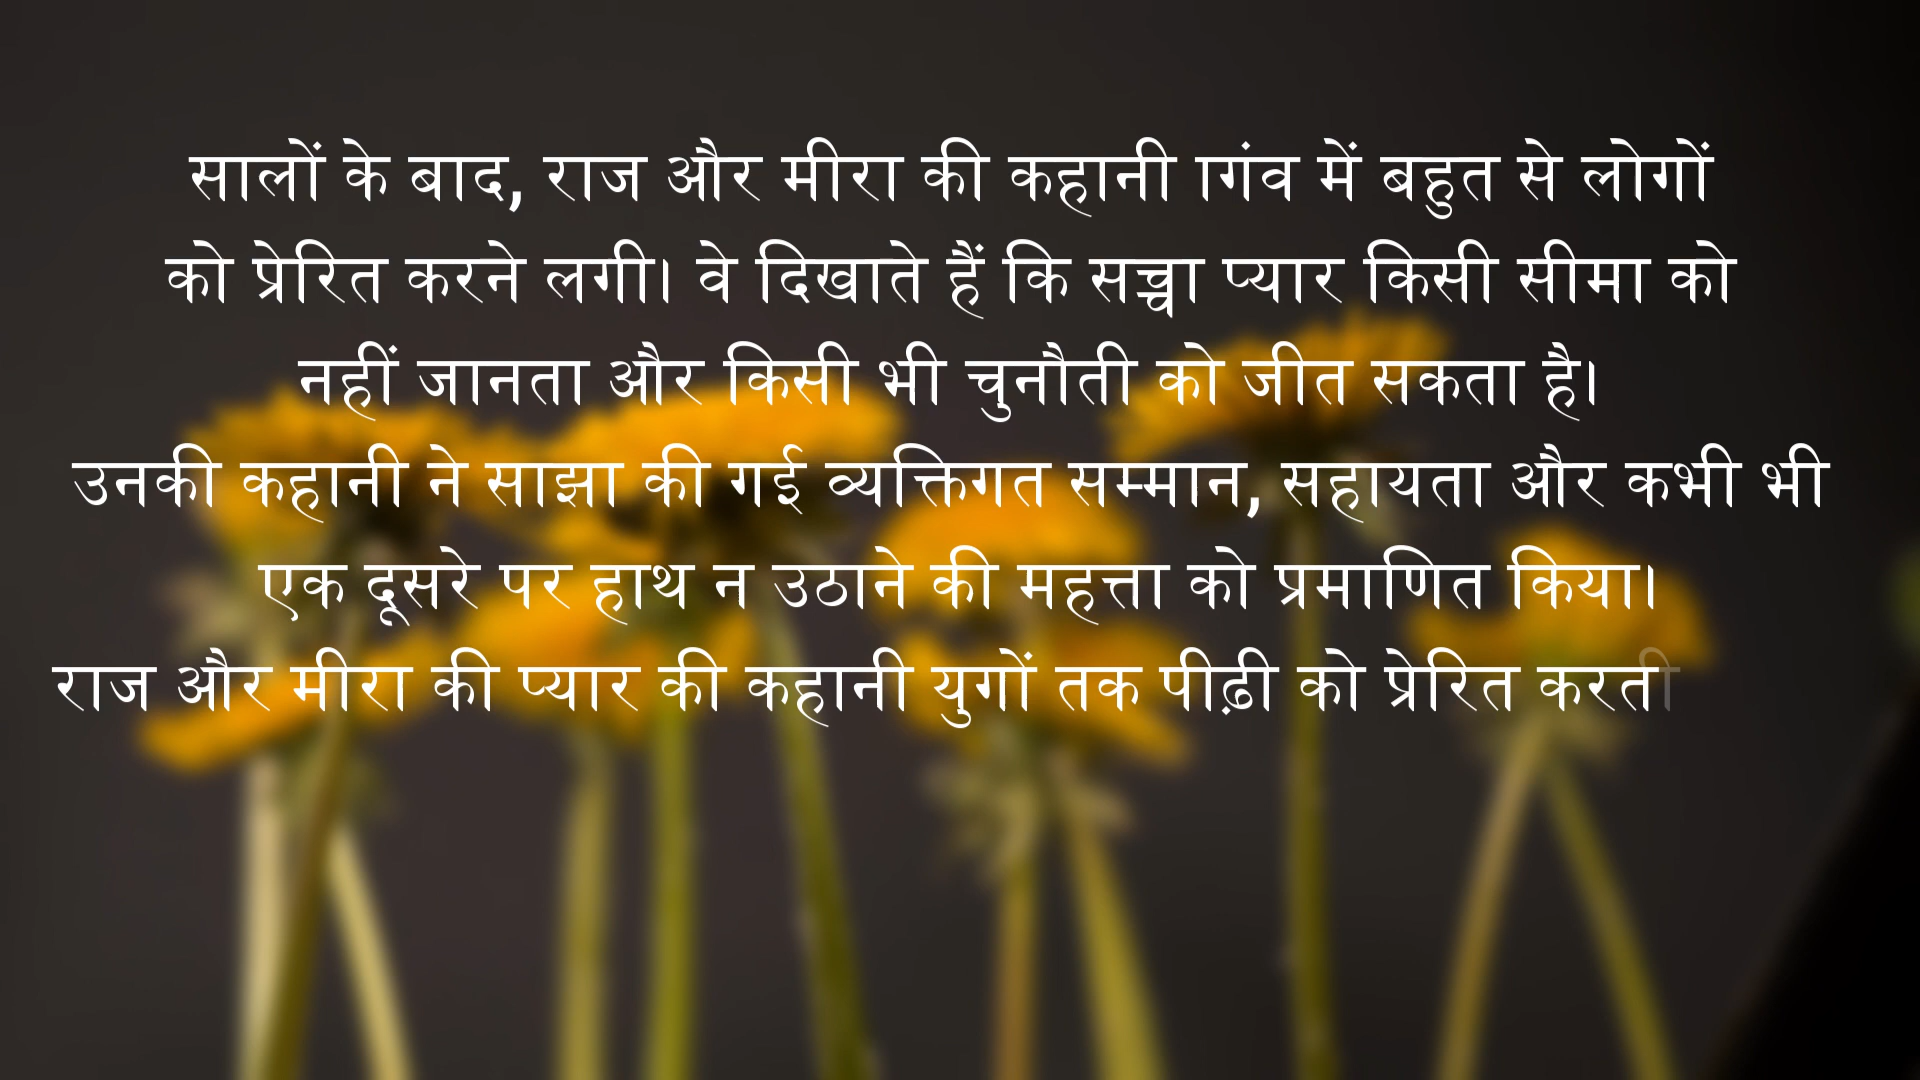 सालों के बाद, राज और मीरा की कहानी ागंव में बहुत से लोगों
को प्रेरित करने लगी। वे दिखाते हैं कि सच्चा प्यार किसी सीमा को
नहीं जानता और किसी भी चुनौती को जीत सकता है।
उनकी कहानी ने साझा की गई व्यक्तिगत सम्मान, सहायता और कभी भी
एक दूसरे पर हाथ न उठाने की महत्ता को प्रमाणित किया।
राज और मीरा की प्यार की कहानी युगों तक पीढ़ी को प्रेरित करती